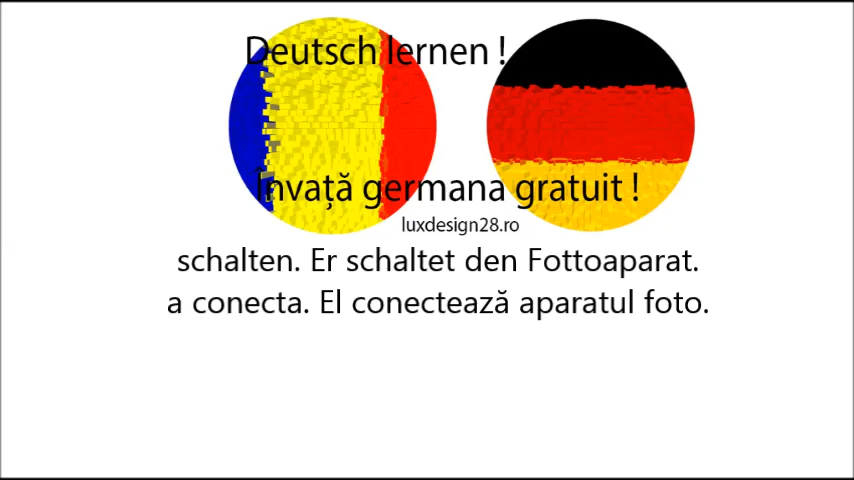 Deutsch lernen !
Învață germana gratuit !
luxdesign28.ro
schalten. Er schaltet den Fottoaparat.
a conecta. El conectează aparatul foto.